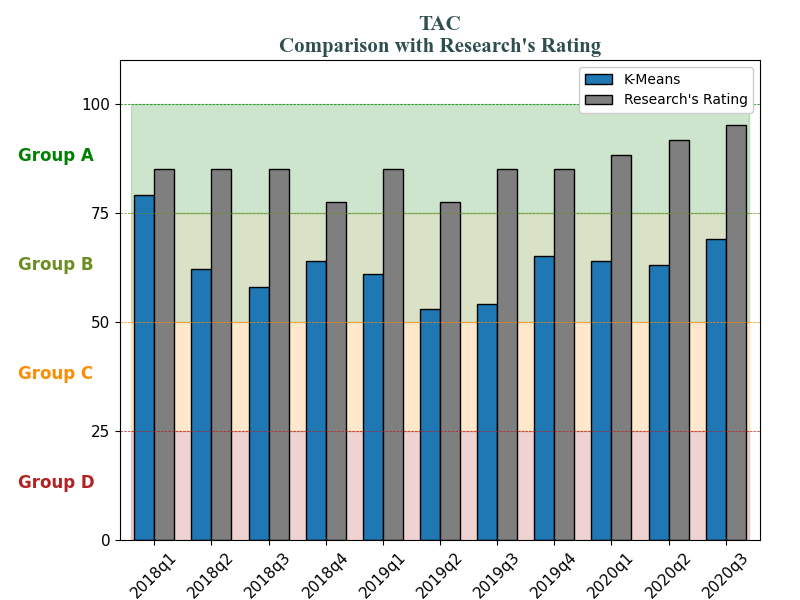 TAC
Comparison with Research's Rating
K-Means
Research's Rating
100
Group A
75
Group B
50
Group C
25
Group D
0
2018q1
2018q2
2018q3
2018q4
2019q1
2019q2
2019q3
2019q4
2020q1
2020q2
2020q3